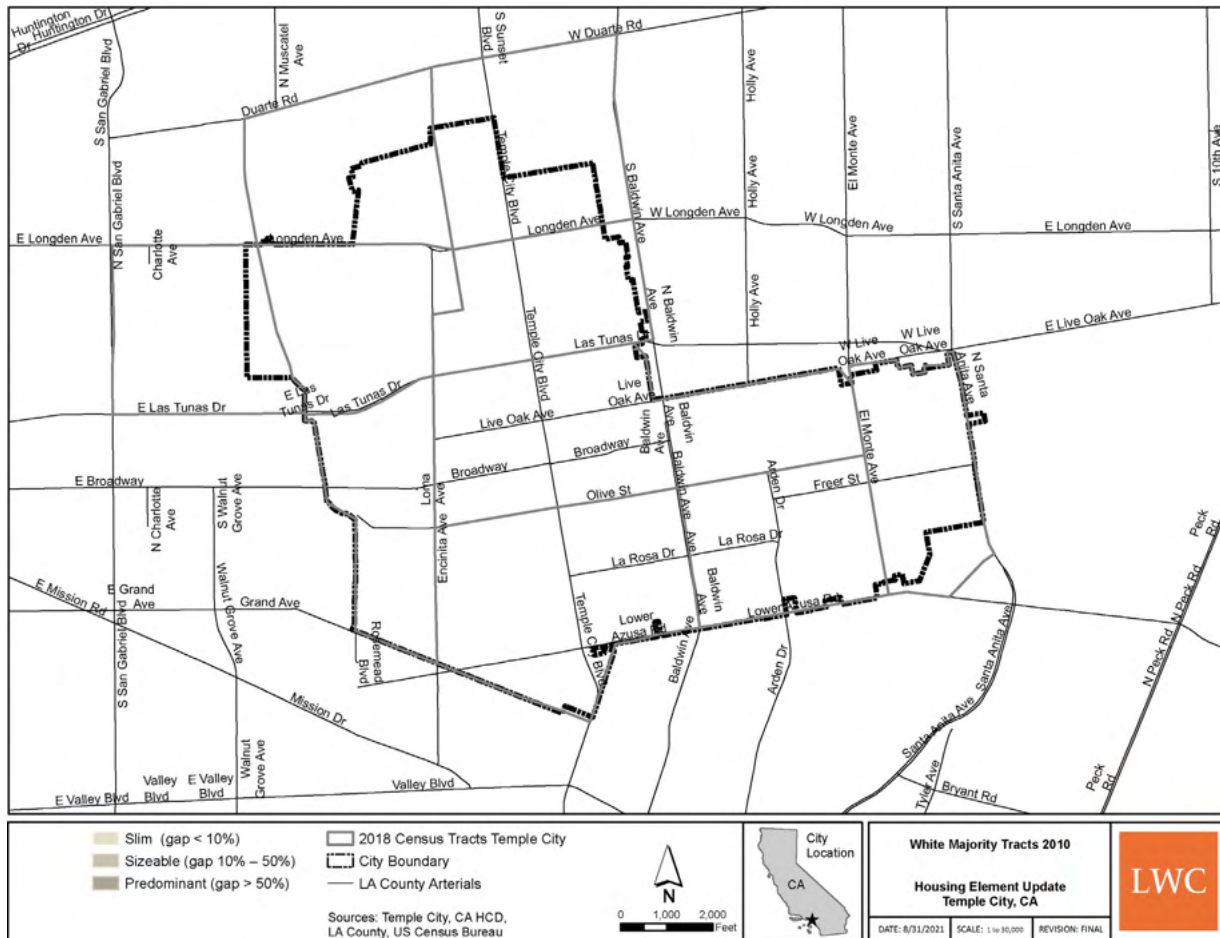 Huntington
Dr
Huntington Dr
S San Gabriel Blvd
N Muscatel
Ave
S Sunset
Blvd
W Duarte Rd
Duarte Rd
Holly Ave
El Monte Ave
S Santa Anita Ave
S 10th Ave
Temple City Blvd
S Baldwin Ave
Holly Ave
N San Gabriel Blvd
E Longden Ave
Charlotte
Ave
Longden Ave
Longden Ave
W Longden Ave
W Longden Ave
E Longden Ave
Holly Ave
N Baldwin
Ave
Temple City Blvd
Las Tunas
W Live
Oak Ave
W Live
Oak Ave
E Live Oak Ave
N Santa
Anita Ave
E Las Tunas Dr
E Las
Tunas Dr
Las Tunas Dr
Live
Oak Ave
Live Oak Ave
Baldwin
Ave
Baldwin
Ave
El Monte Ave
Broadway
Broadway
E Broadway
Loma
Ave
Encinita Ave
Olive St
Baldwin Ave
Arden Dr
Freer St
N Charlotte
Ave
S Walnut
Grove Ave
La Rosa Dr
La Rosa Dr
Ave
Baldwin
Ave
E Mission Rd
E Grand
Ave
Grand Ave
Walnut Grove Ave
S San Gabriel Blvd
Rosemead
Blvd
Temple City Blvd
Lower
Azusa Rd
Lower Azusa Rd
Baldwin Ave
Arden Dr
Santa Anita Ave
Santa Anita Ave
Peck
Rd
N Peck Rd
N Peck Rd
Peck
Rd
Mission Dr
Walnut
Grove Ave
E Valley Blvd
Valley
Blvd
E Valley
Blvd
Valley Blvd
Tyler Ave
Bryant Rd
Slim (gap < 10%)
Sizeable (gap 10% – 50%)
Predominant (gap > 50%)
2018 Census Tracts Temple City
City Boundary
LA County Arterials
Sources: Temple City, CA HCD,
LA County, US Census Bureau
N
0 1,000 2,000
Feet
City
Location
CA
White Majority Tracts 2010
Housing Element Update
Temple City, CA
DATE: 8/31/2021 SCALE: 1 to 30,000 REVISION: FINAL
LWC